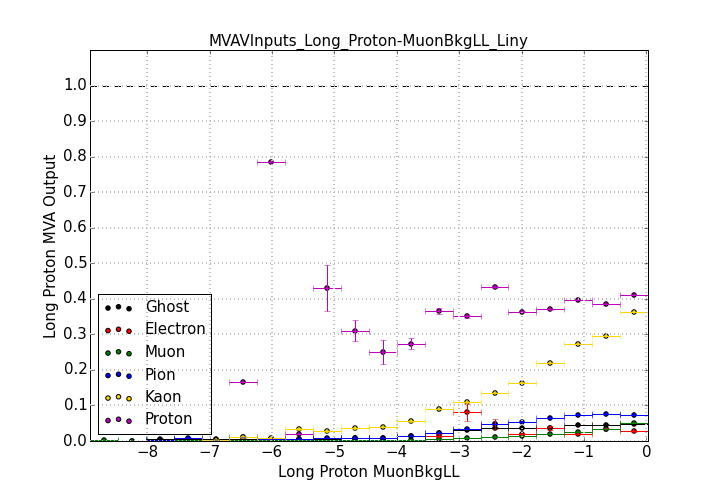 MVAVInputs_Long_Proton-MuonBkgLL_Liny
1.0
0.9
0.8
0.7
0.6
0.5
0.4
0.3
0.2
0.1
0.0
Long Proton MVA Output
Ghost
Electron
Muon
Pion
Kaon
Proton
−8 −7 −6 −5 −4 −3 −2 −1 0
Long Proton MuonBkgLL